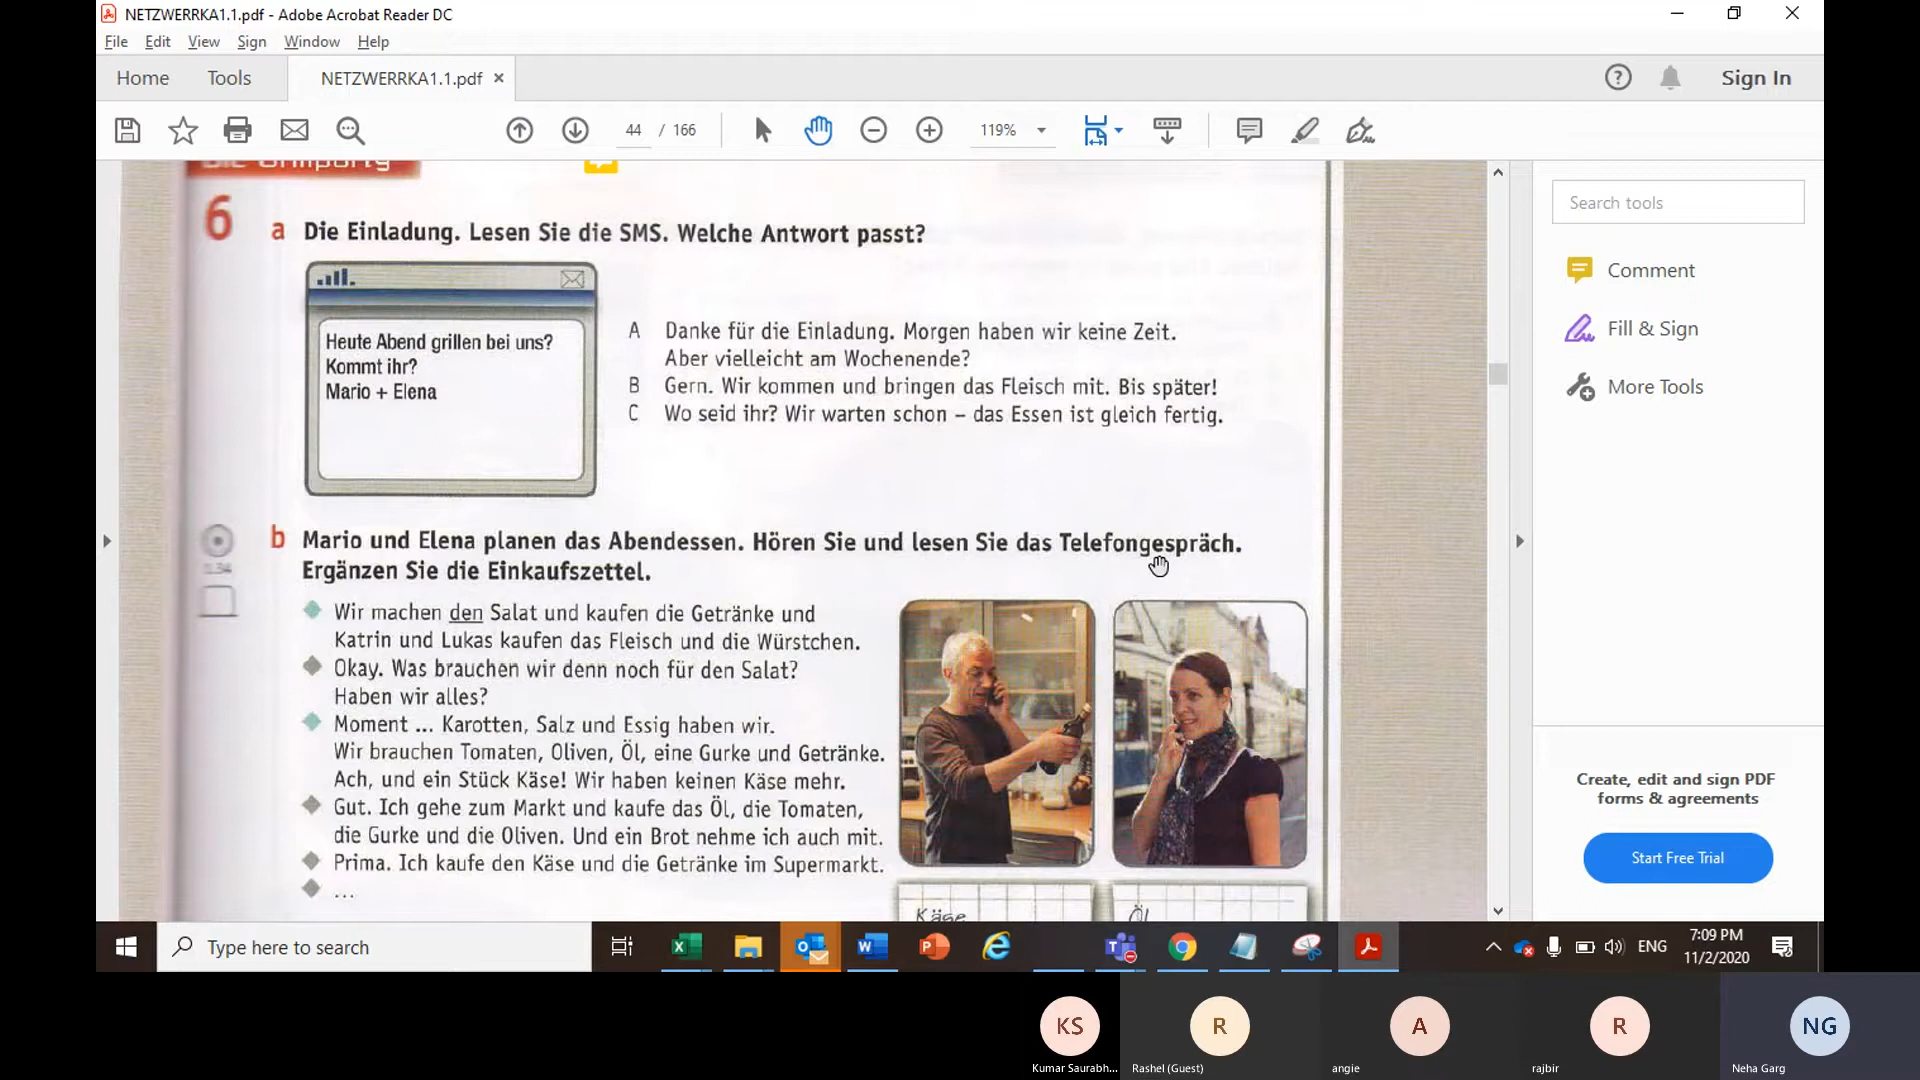 NETZWERRKA1.1.pdf - Adobe Acrobat Reader DC
File Edit View Sign Window Help
Home Tools NETZWERRKA1.1.pdf × Sign In
44 / 166 119%
Die Grillparty
6 a Die Einladung. Lesen Sie die SMS. Welche Antwort passt?
Heute Abend grillen bei uns?
Kommt ihr?
Mario + Elena
A Danke für die Einladung. Morgen haben wir keine Zeit.
Aber vielleicht am Wochenende?
B Gern. Wir kommen und bringen das Fleisch mit. Bis später!
C Wo seid ihr? Wir warten schon – das Essen ist gleich fertig.
1.34
b Mario und Elena planen das Abendessen. Hören Sie und lesen Sie das Telefongespräch.
Ergänzen Sie die Einkaufszettel.
Wir machen den Salat und kaufen die Getränke und
Katrin und Lukas kaufen das Fleisch und die Würstchen.
Okay. Was brauchen wir denn noch für den Salat?
Haben wir alles?
Moment ... Karotten, Salz und Essig haben wir.
Wir brauchen Tomaten, Oliven, Öl, eine Gurke und Getränke.
Ach, und ein Stück Käse! Wir haben keinen Käse mehr.
Gut. Ich gehe zum Markt und kaufe das Öl, die Tomaten,
die Gurke und die Oliven. Und ein Brot nehme ich auch mit.
Prima. Ich kaufe den Käse und die Getränke im Supermarkt.
...
Käse
Öl
Search tools
Comment
Fill & Sign
More Tools
Create, edit and sign PDF
forms & agreements
Start Free Trial
Type here to search
ENG
7:09 PM
11/2/2020
KS
Kumar Saurabh...
R
Rashel (Guest)
A
angie
R
rajbir
NG
Neha Garg